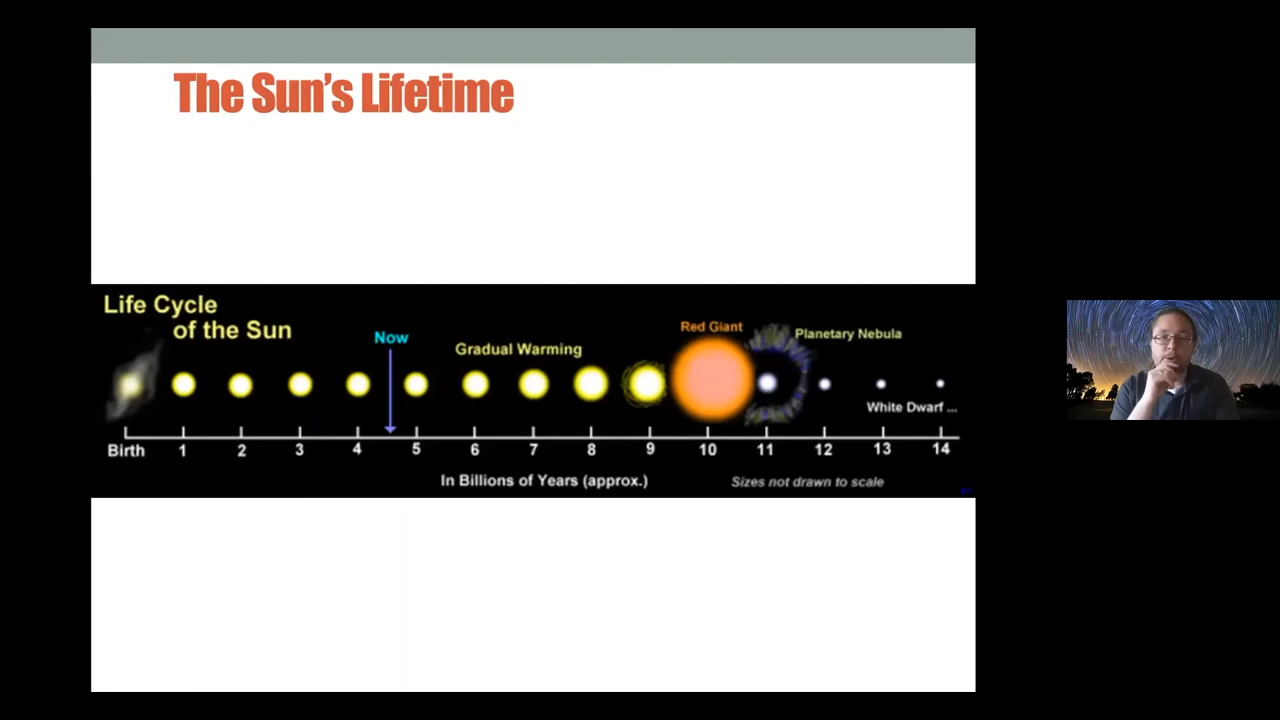 The Sun's Lifetime
Life Cycle
of the Sun
Now
Gradual Warming
Red Giant
Planetary Nebula
White Dwarf ...
Birth 1 2 3 4 5 6 7 8 9 10 11 12 13 14
In Billions of Years (approx.)
Sizes not drawn to scale